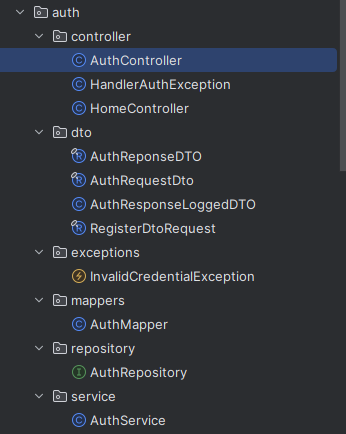 auth
controller
AuthController
HandlerAuthException
HomeController
dto
AuthReponseDTO
AuthRequestDto
AuthResponseLoggedDTO
RegisterDtoRequest
exceptions
InvalidCredentialException
mappers
AuthMapper
repository
AuthRepository
service
AuthService